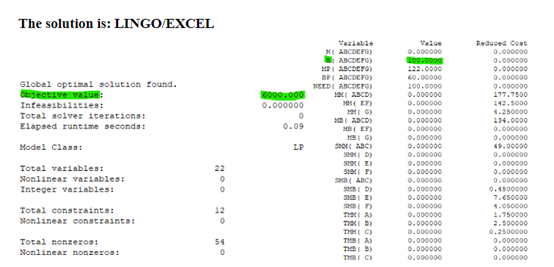 The solution is: LINGO/EXCEL
Global optimal solution found.
Objective value: 6000.000
Infeasibilities: 0.000000
Total solver iterations: 0
Elapsed runtime seconds: 0.09
Model Class: LP
Total variables: 22
Nonlinear variables: 0
Integer variables: 0
Total constraints: 12
Nonlinear constraints: 0
Total nonzeros: 54
Nonlinear nonzeros: 0
Variable Value Reduced Cost
M( ABCDEFG) 0.000000 0.000000
B( ABCDEFG) 100.0000 0.000000
MP( ABCDEFG) 122.0000 0.000000
BP( ABCDEFG) 60.00000 0.000000
NEED( ABCDEFG) 100.0000 0.000000
MM( ABCD) 0.000000 177.7500
MM( EF) 0.000000 142.5000
MM( G) 0.000000 4.250000
MB( ABCD) 0.000000 134.0000
MB( EF) 0.000000 0.000000
MB( G) 0.000000 0.000000
SMM( ABC) 0.000000 49.00000
SMM( D) 0.000000 0.000000
SMM( E) 0.000000 0.000000
SMM( F) 0.000000 0.000000
SMB( ABC) 0.000000 0.000000
SMB( D) 0.000000 0.4500000
SMB( E) 0.000000 7.650000
SMB( F) 0.000000 4.050000
TMM( A) 0.000000 1.750000
TMM( B) 0.000000 2.500000
TMM( C) 0.000000 0.2500000
TMB( A) 0.000000 0.000000
TMB( B) 0.000000 0.000000
TMB( C) 0.000000 0.000000